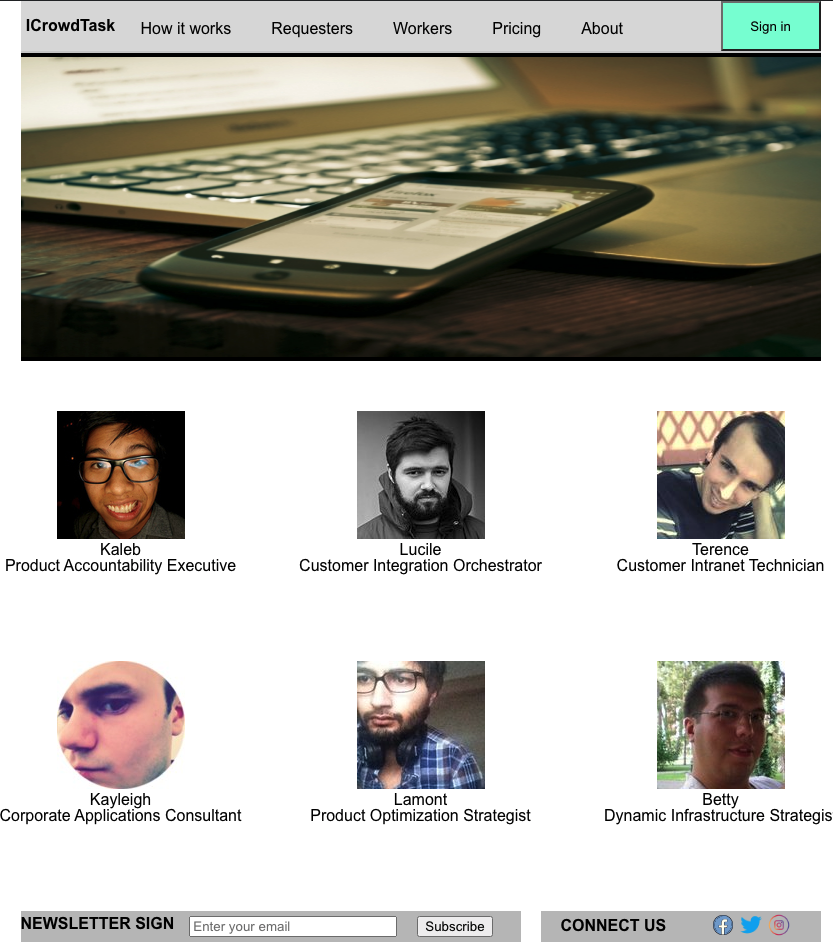 ICrowdTask How it works Requesters Workers Pricing About Sign in
Kaleb Lucile Terence
Product Accountability Executive Customer Integration Orchestrator Customer Intranet Technician
Kayleigh Lamont Betty
Corporate Applications Consultant Product Optimization Strategist Dynamic Infrastructure Strategis
NEWSLETTER SIGN Enter your email Subscribe CONNECT US